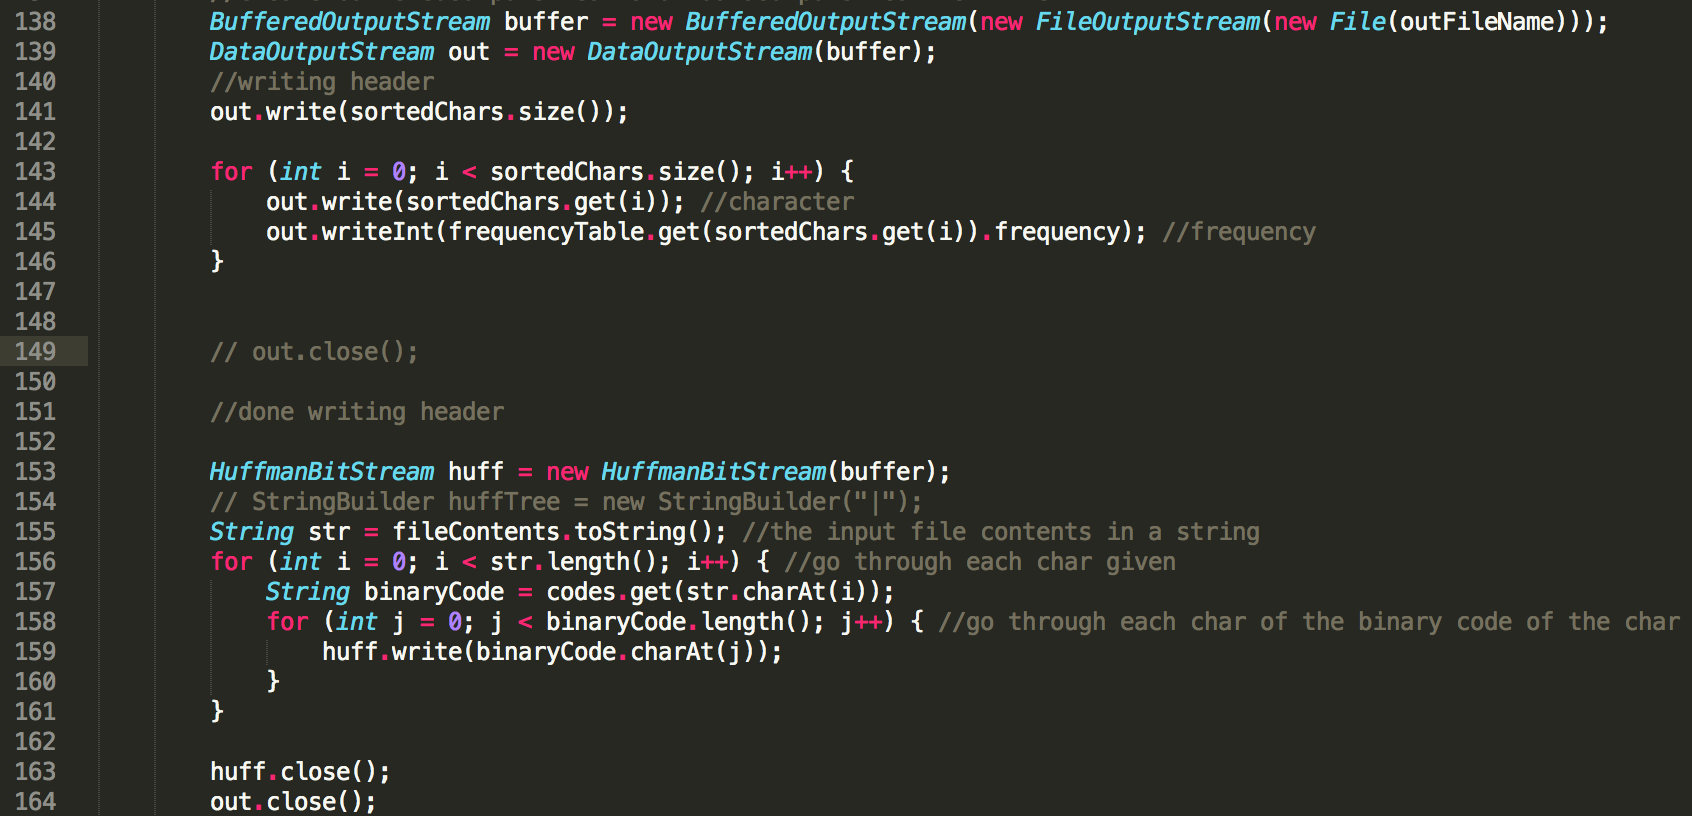 138 BufferedOutputStream buffer = new BufferedOutputStream(new FileOutputStream(new File(outFileName)));
139 DataOutputStream out = new DataOutputStream(buffer);
140 //writing header
141 out.write(sortedChars.size());
142
143 for (int i = 0; i < sortedChars.size(); i++) {
144 out.write(sortedChars.get(i)); //character
145 out.writeInt(frequencyTable.get(sortedChars.get(i)).frequency); //frequency
146 }
147
148
149 // out.close();
150
151 //done writing header
152
153 HuffmanBitStream huff = new HuffmanBitStream(buffer);
154 // StringBuilder huffTree = new StringBuilder("|");
155 String str = fileContents.toString(); //the input file contents in a string
156 for (int i = 0; i < str.length(); i++) { //go through each char given
157 String binaryCode = codes.get(str.charAt(i));
158 for (int j = 0; j < binaryCode.length(); j++) { //go through each char of the binary code of the char
159 huff.write(binaryCode.charAt(j));
160 }
161 }
162
163 huff.close();
164 out.close();